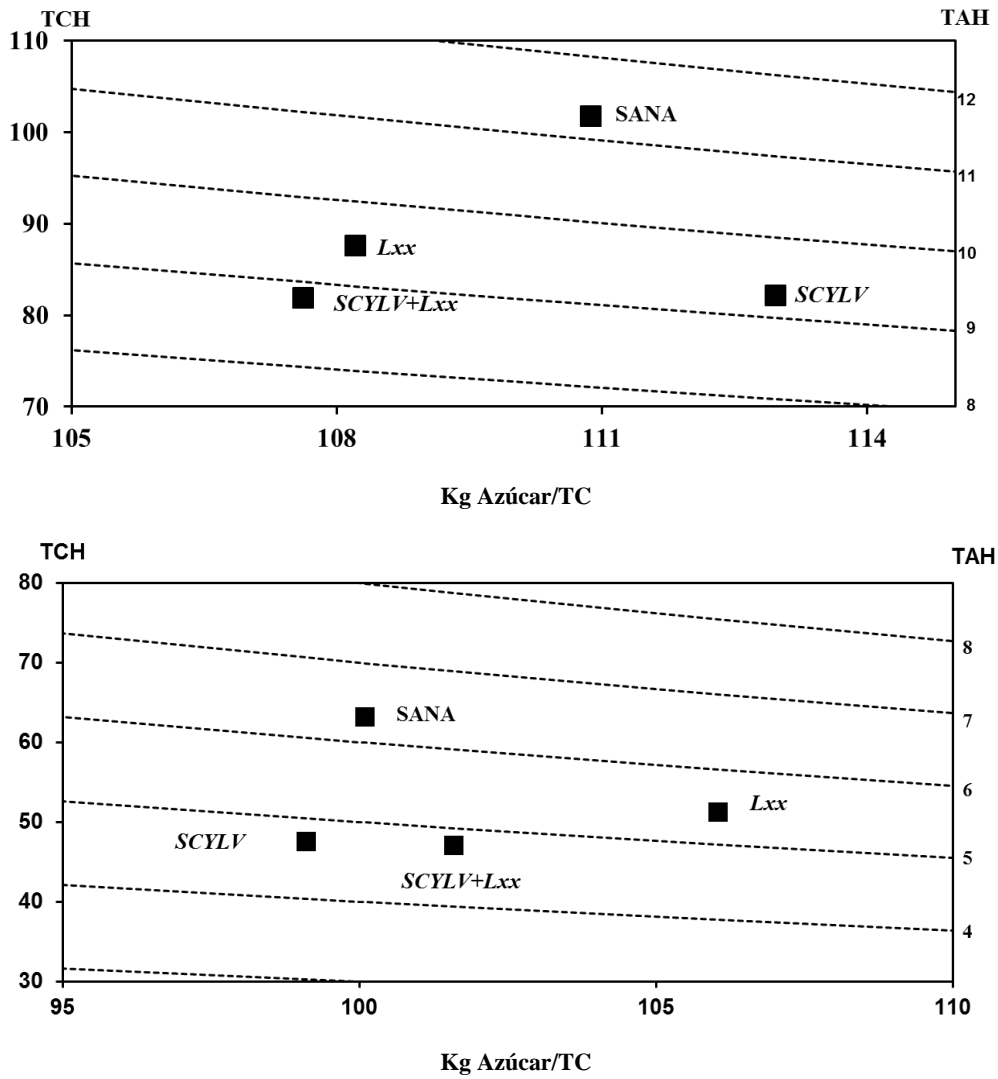 TCH TAH
110
12
SANA
100
11
90
10
Lxx
SCYLV+Lxx
SCYLV
80
9
70
8
105 108 111 114
Kg Azúcar/TC
TCH TAH
80
8
70
SANA
7
60
6
Lxx
50
SCYLV
5
SCYLV+Lxx
40
4
30
95 100 105 110
Kg Azúcar/TC